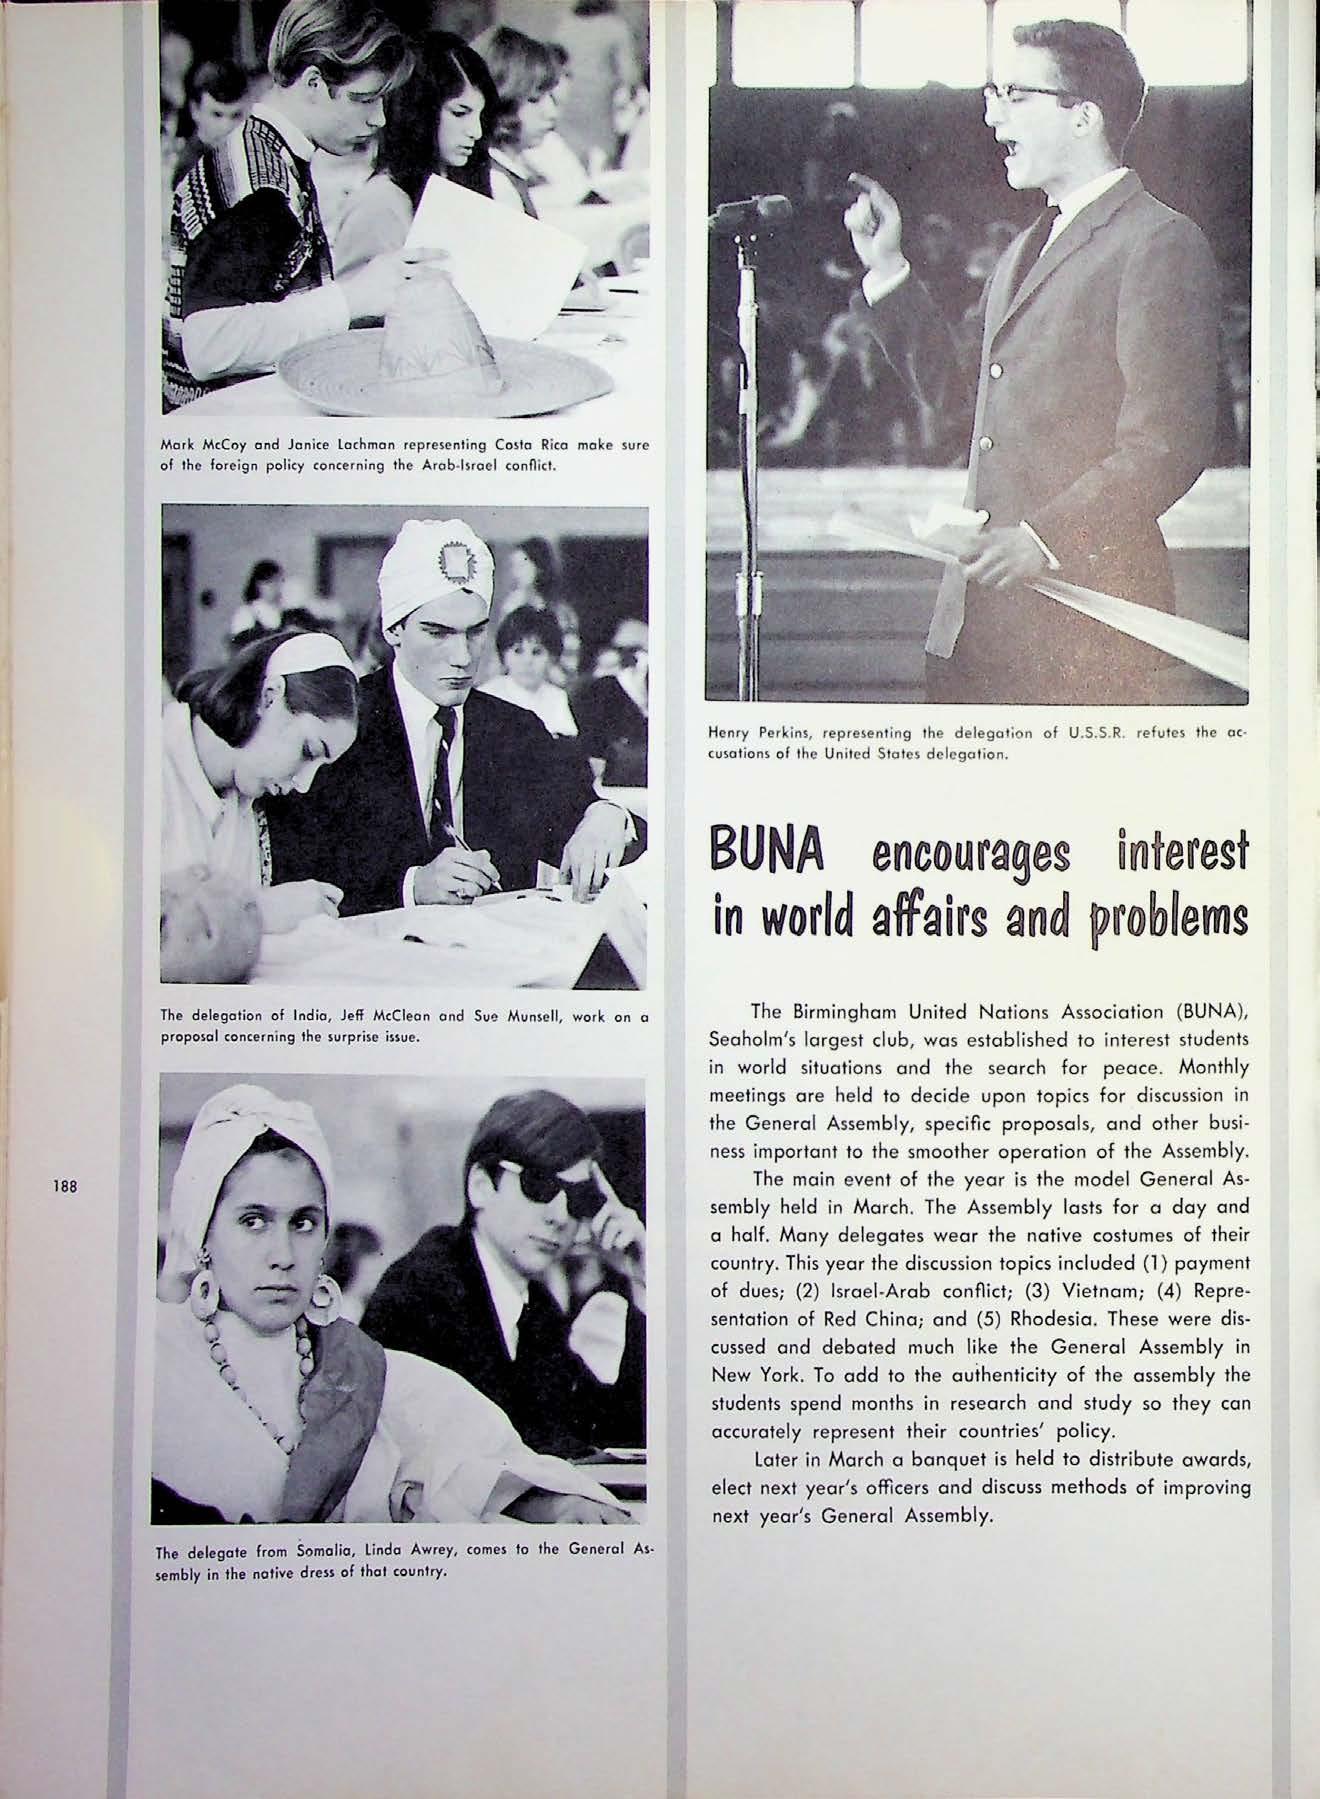 Mark McCoy and Janice Lachman representing Costa Rica make sure
of the foreign policy concerning the Arab-Israel conflict.
The delegation of India, Jeff McClean and Sue Munsell, work on a
proposal concerning the surprise issue.
188
The delegate from Somalia, Linda Awrey, comes to the General As-
sembly in the native dress of that country.
Henry Perkins, representing the delegation of U.S.S.R. refutes the ac-
cusations of the United States delegation.
BUNA encourages interest
in world affairs and problems
The Birmingham United Nations Association (BUNA),
Seaholm's largest club, was established to interest students
in world situations and the search for peace. Monthly
meetings are held to decide upon topics for discussion in
the General Assembly, specific proposals, and other busi-
ness important to the smoother operation of the Assembly.
The main event of the year is the model General As-
sembly held in March. The Assembly lasts for a day and
a half. Many delegates wear the native costumes of their
country. This year the discussion topics included (1) payment
of dues; (2) Israel-Arab conflict; (3) Vietnam; (4) Repre-
sentation of Red China; and (5) Rhodesia. These were dis-
cussed and debated much like the General Assembly in
New York. To add to the authenticity of the assembly the
students spend months in research and study so they can
accurately represent their countries' policy.
Later in March a banquet is held to distribute awards,
elect next year's officers and discuss methods of improving
next year's General Assembly.